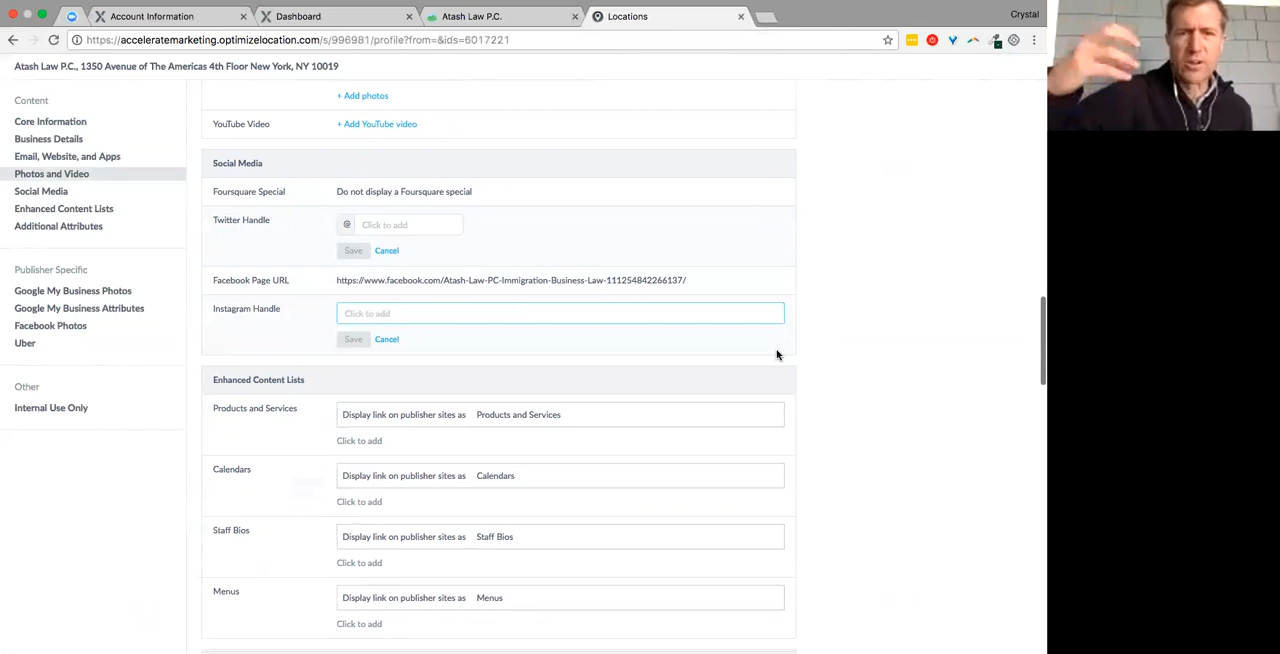 Account Information
Dashboard
Atash Law P.C.
Locations
Crystal
https://acceleratemarketing.optimizelocation.com/s/996981/profile?from=&ids=6017221
Atash Law P.C., 1350 Avenue of The Americas 4th Floor New York, NY 10019
Content
Core Information
Business Details
Email, Website, and Apps
Photos and Video
Social Media
Enhanced Content Lists
Additional Attributes
Publisher Specific
Google My Business Photos
Google My Business Attributes
Facebook Photos
Uber
Other
Internal Use Only
+ Add photos
YouTube Video + Add YouTube video
Social Media
Foursquare Special Do not display a Foursquare special
Twitter Handle @ Click to add
Save Cancel
Facebook Page URL https://www.facebook.com/Atash-Law-PC-Immigration-Business-Law-111254842266137/
Instagram Handle Click to add
Save Cancel
Enhanced Content Lists
Products and Services Display link on publisher sites as Products and Services
Click to add
Calendars Display link on publisher sites as Calendars
Click to add
Staff Bios Display link on publisher sites as Staff Bios
Click to add
Menus Display link on publisher sites as Menus
Click to add